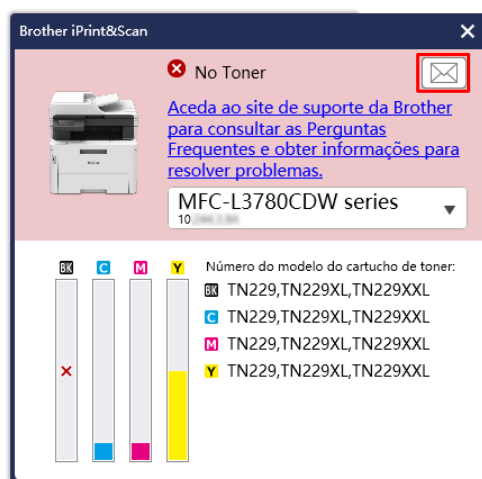 Brother iPrint&Scan
No Toner
Aceda ao site de suporte da Brother
para consultar as Perguntas
Frequentes e obter informações para
resolver problemas.
MFC-L3780CDW series
10
BK C M Y
Número do modelo do cartucho de toner:
BK TN229,TN229XL,TN229XXL
C TN229,TN229XL,TN229XXL
M TN229,TN229XL,TN229XXL
Y TN229,TN229XL,TN229XXL